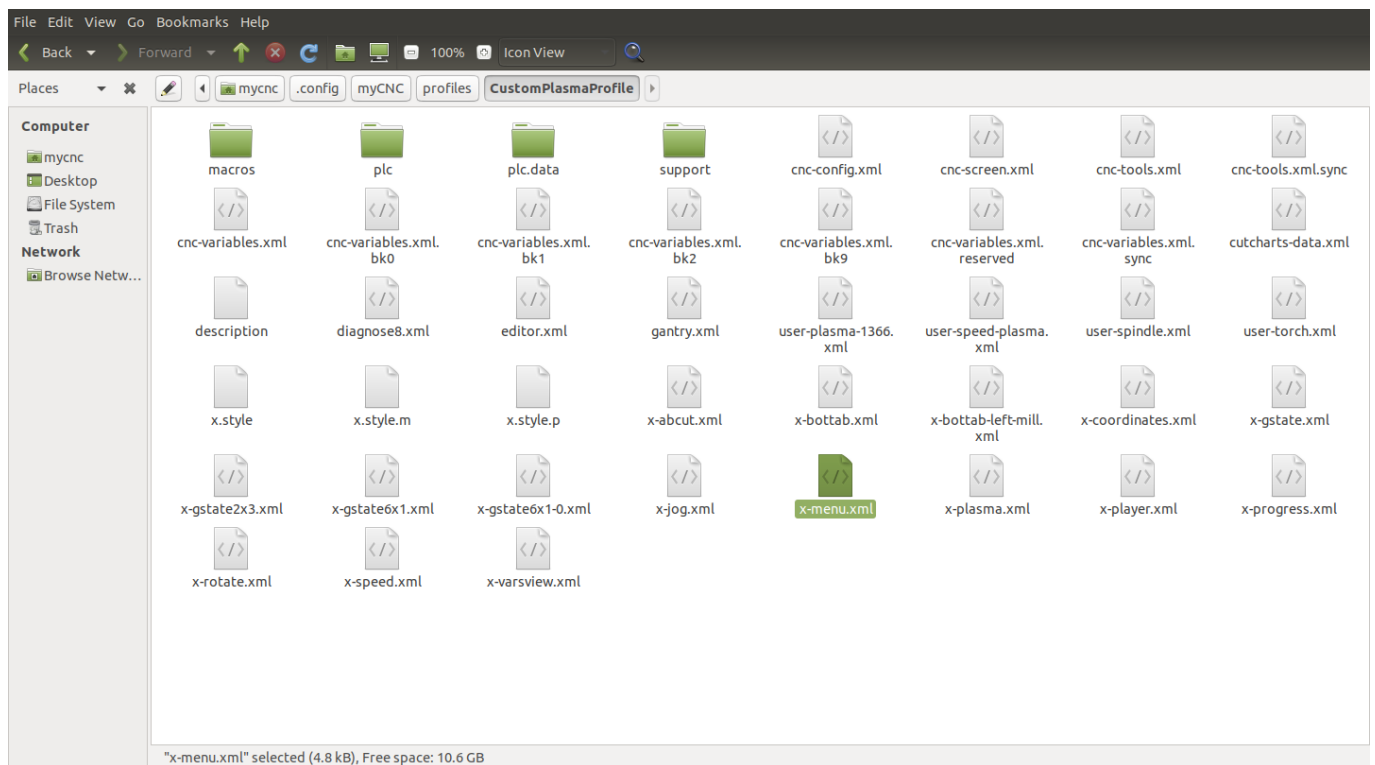 File Edit View Go Bookmarks Help
Back Forward 100% Icon View
Places mycnc .config myCNC profiles CustomPlasmaProfile
Computer
mycnc
Desktop
File System
Trash
Network
Browse Netw...
macros plc plc.data support cnc-config.xml cnc-screen.xml cnc-tools.xml cnc-tools.xml.sync
cnc-variables.xml cnc-variables.xml. cnc-variables.xml. cnc-variables.xml. cnc-variables.xml. cnc-variables.xml. cnc-variables.xml. cutcharts-data.xml
bk0 bk1 bk2 bk9 reserved sync
description diagnose8.xml editor.xml gantry.xml user-plasma-1366. user-speed-plasma. user-spindle.xml user-torch.xml
xml xml
x.style x.style.m x.style.p x-abcut.xml x-bottab.xml x-bottab-left-mill. x-coordinates.xml x-gstate.xml
xml
x-gstate2x3.xml x-gstate6x1.xml x-gstate6x1-0.xml x-jog.xml x-menu.xml x-plasma.xml x-player.xml x-progress.xml
x-rotate.xml x-speed.xml x-varsview.xml
"x-menu.xml" selected (4.8 kB), Free space: 10.6 GB